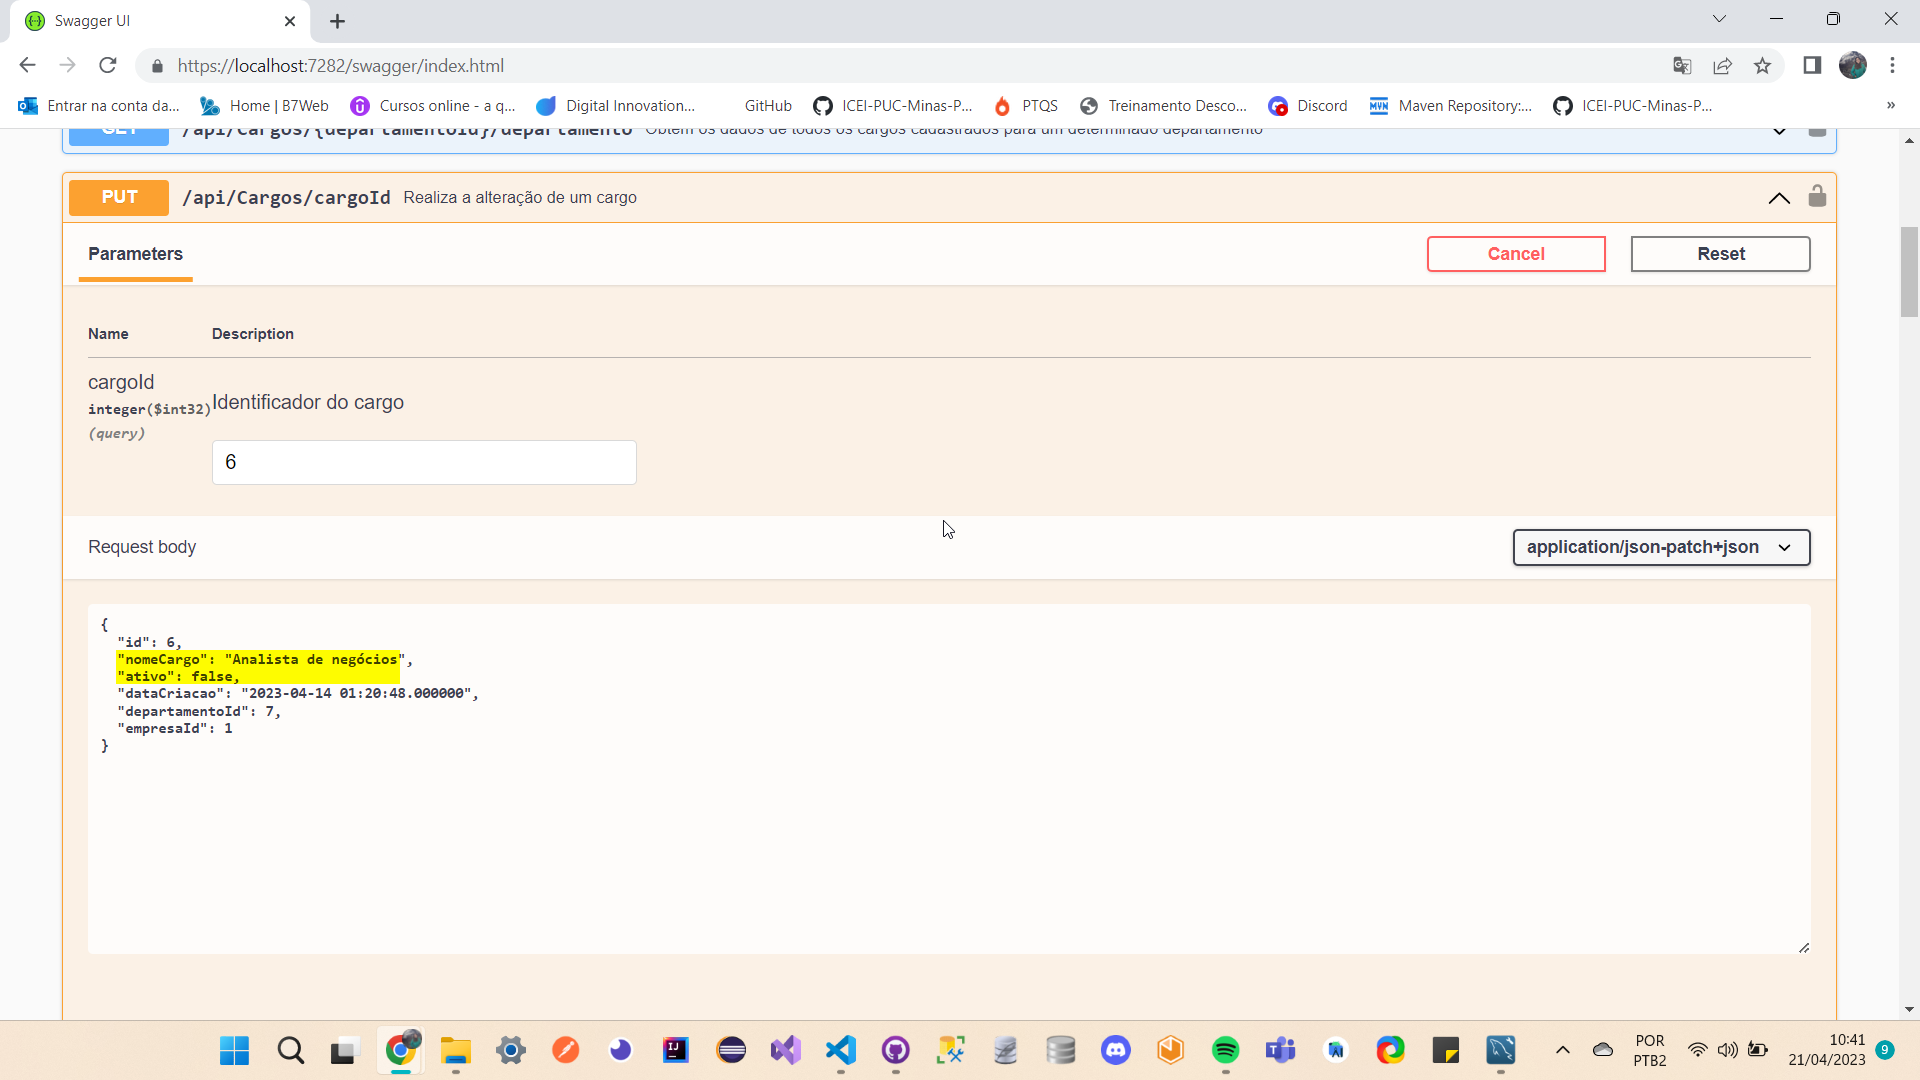 Swagger UI
https://localhost:7282/swagger/index.html
Entrar na conta da...
Home | B7Web
Cursos online - a q...
Digital Innovation...
GitHub
ICEI-PUC-Minas-P...
PTQS
Treinamento Desco...
Discord
Maven Repository:...
ICEI-PUC-Minas-P...
»
GET /api/Cargos/{departamentoId}/departamento Obtém os dados de todos os cargos cadastrados para um determinado departamento
PUT /api/Cargos/cargoId Realiza a alteração de um cargo
Parameters
Cancel
Reset
Name Description
cargoId
integer($int32)
(query)
Identificador do cargo
6
Request body
application/json-patch+json
{
"id": 6,
"nomeCargo": "Analista de negócios",
"ativo": false,
"dataCriacao": "2023-04-14 01:20:48.000000",
"departamentoId": 7,
"empresaId": 1
}
POR
PTB2
10:41
21/04/2023
9